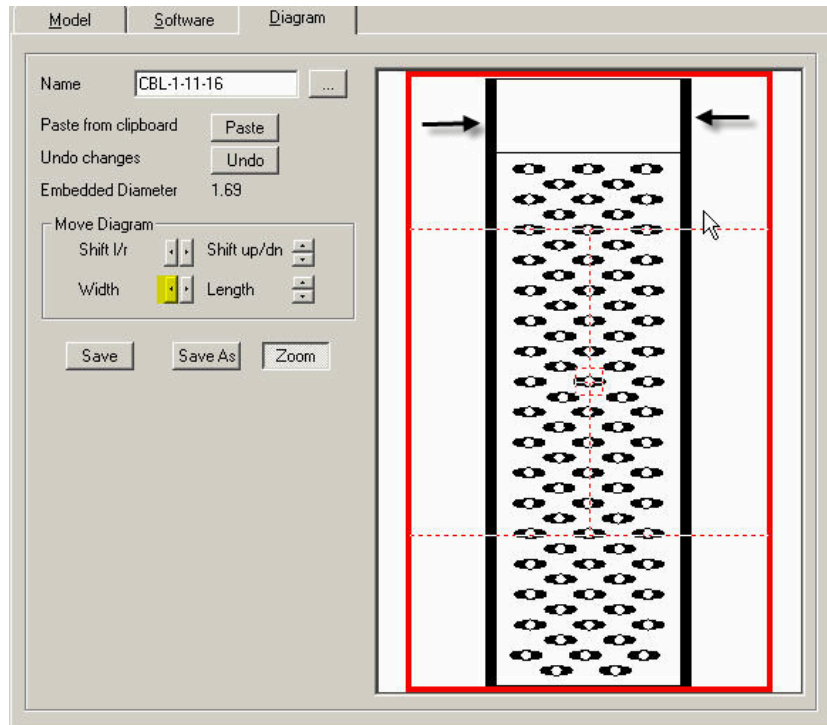 Model Software Diagram
Name CBL-1-11-16 ...
Paste from clipboard Paste
Undo changes Undo
Embedded Diameter 1.69
Move Diagram
Shift l/r Shift up/dn
Width Length
Save Save As Zoom